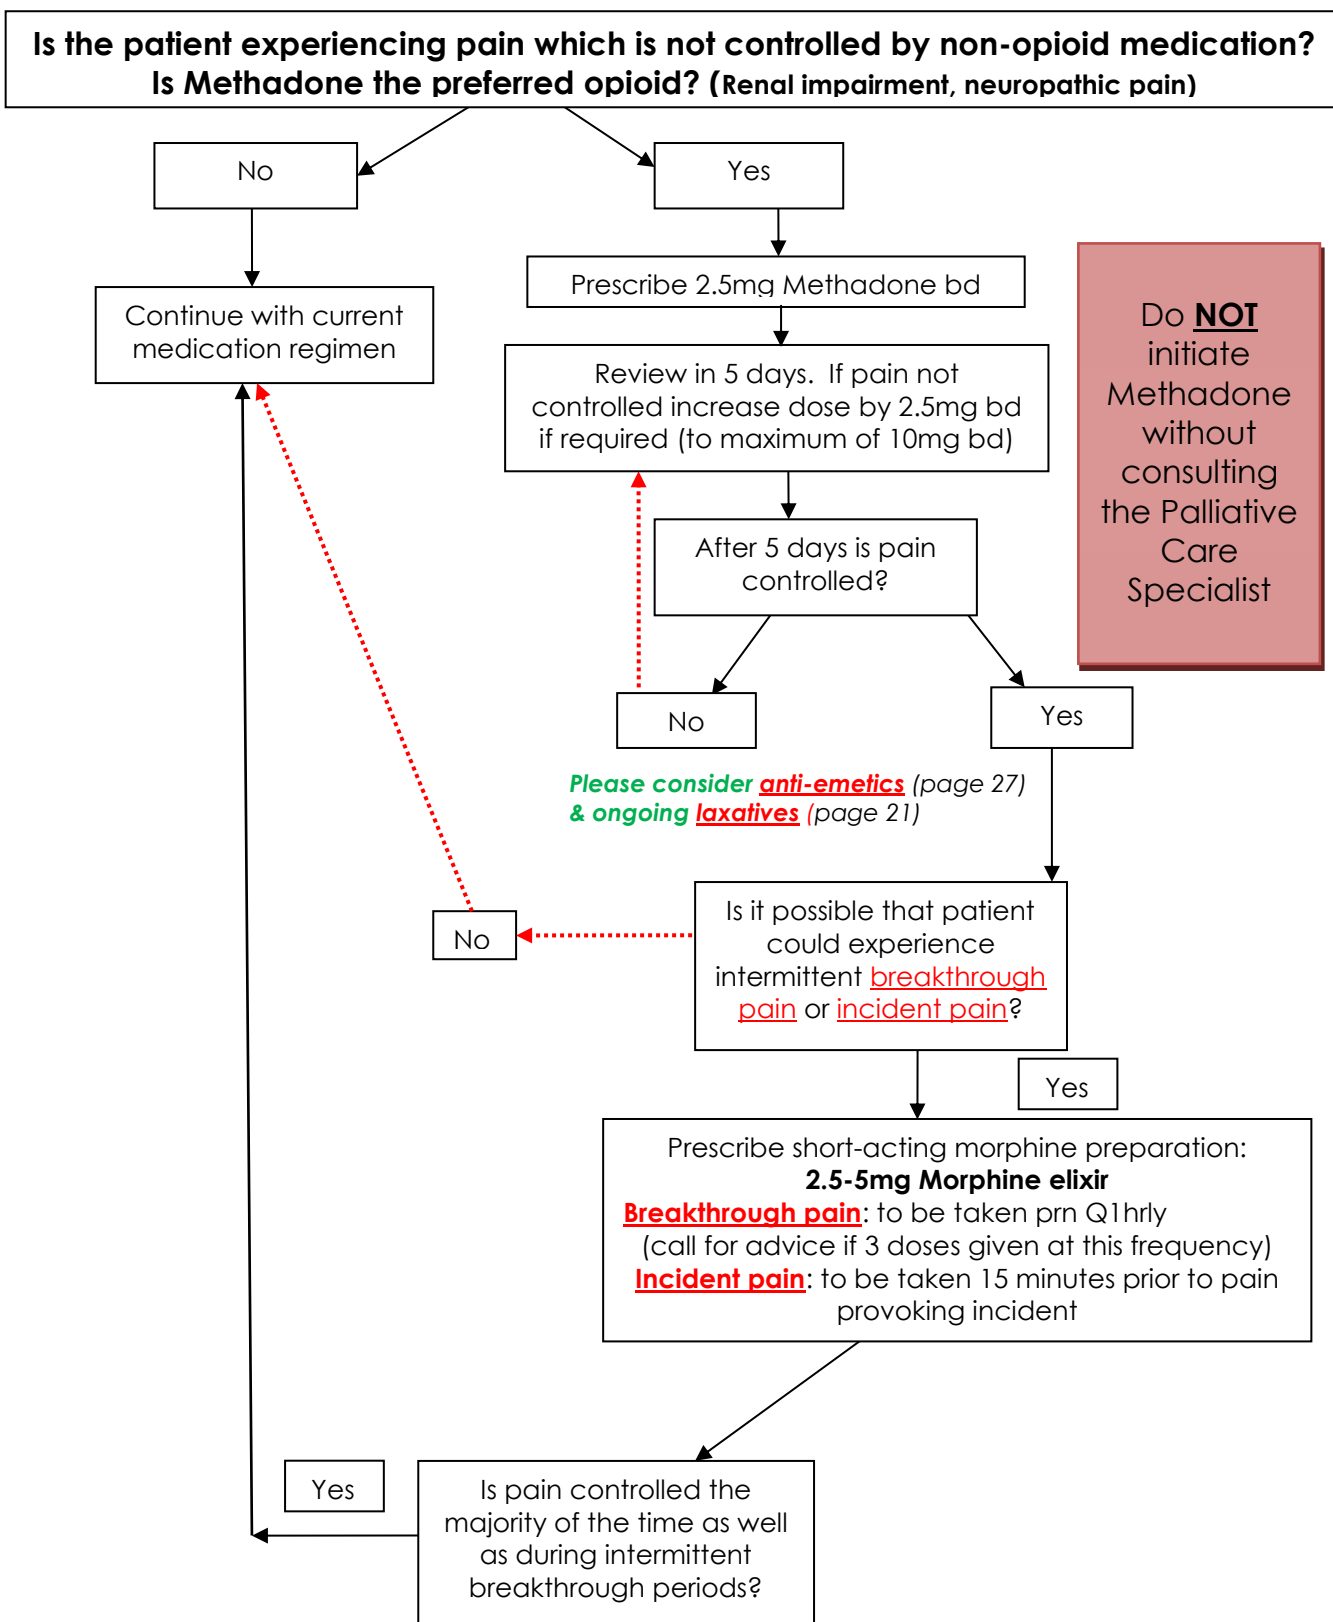 Is the patient experiencing pain which is not controlled by non-opioid medication?
Is Methadone the preferred opioid? (Renal impairment, neuropathic pain)
No
Yes
Continue with current
medication regimen
Prescribe 2.5mg Methadone bd
Review in 5 days. If pain not
controlled increase dose by 2.5mg bd
if required (to maximum of 10mg bd)
Do NOT
initiate
Methadone
without
consulting
the Palliative
Care
Specialist
After 5 days is pain
controlled?
No
Yes
Please consider anti-emetics (page 27)
& ongoing laxatives (page 21)
Is it possible that patient
could experience
intermittent breakthrough
pain or incident pain?
No
Yes
Prescribe short-acting morphine preparation:
2.5-5mg Morphine elixir
Breakthrough pain: to be taken prn Q1hrly
(call for advice if 3 doses given at this frequency)
Incident pain: to be taken 15 minutes prior to pain
provoking incident
Yes
Is pain controlled the
majority of the time as well
as during intermittent
breakthrough periods?